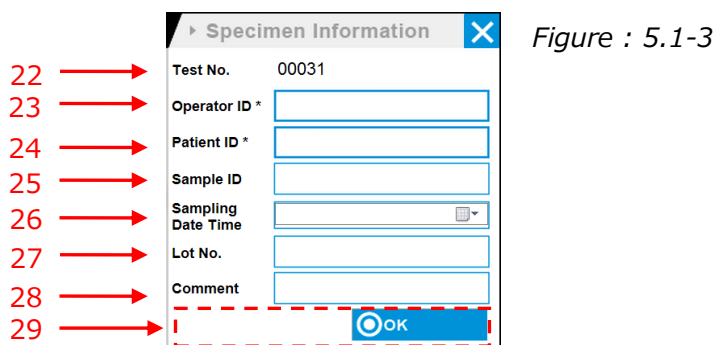 Specimen Information
Figure : 5.1-3
22 Test No. 00031
23 Operator ID *
24 Patient ID *
25 Sample ID
26 Sampling Date Time
27 Lot No.
28 Comment
29 OK